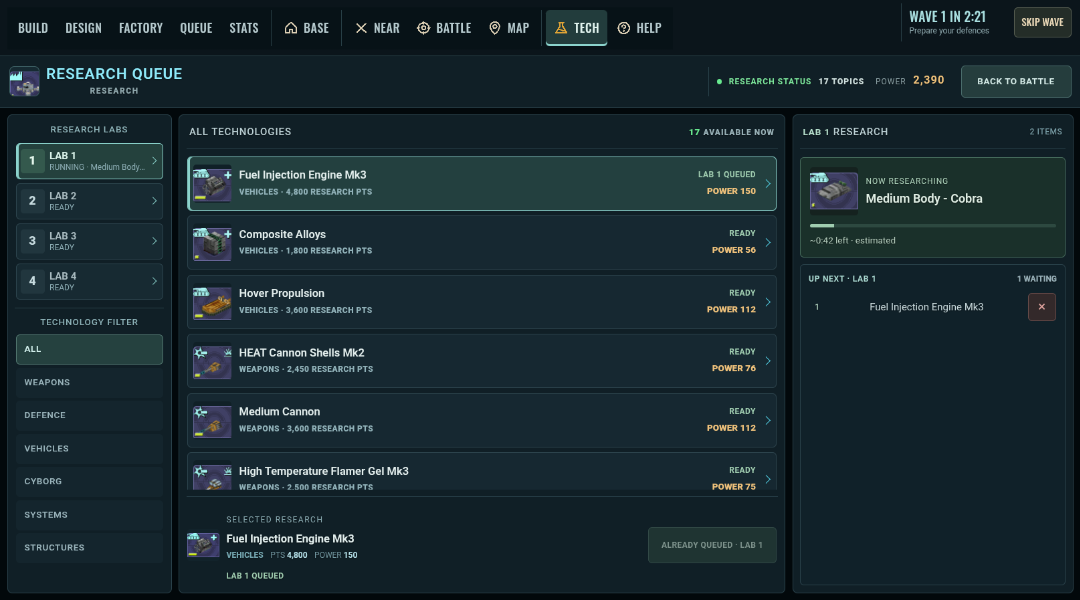 BUILD DESIGN FACTORY QUEUE STATS BASE NEAR BATTLE MAP TECH HELP
WAVE 1 IN 2:21
Prepare your defences
SKIP WAVE
RESEARCH QUEUE
RESEARCH
RESEARCH STATUS 17 TOPICS POWER 2,390
BACK TO BATTLE
RESEARCH LABS
1 LAB 1
RUNNING · Medium Body…
2 LAB 2
READY
3 LAB 3
READY
4 LAB 4
READY
TECHNOLOGY FILTER
ALL
WEAPONS
DEFENCE
VEHICLES
CYBORG
SYSTEMS
STRUCTURES
ALL TECHNOLOGIES
17 AVAILABLE NOW
Fuel Injection Engine Mk3
VEHICLES · 4,800 RESEARCH PTS
LAB 1 QUEUED
POWER 150
Composite Alloys
VEHICLES · 1,800 RESEARCH PTS
READY
POWER 56
Hover Propulsion
VEHICLES · 3,600 RESEARCH PTS
READY
POWER 112
HEAT Cannon Shells Mk2
WEAPONS · 2,450 RESEARCH PTS
READY
POWER 76
Medium Cannon
WEAPONS · 3,600 RESEARCH PTS
READY
POWER 112
High Temperature Flamer Gel Mk3
WEAPONS · 2,500 RESEARCH PTS
READY
POWER 75
SELECTED RESEARCH
Fuel Injection Engine Mk3
VEHICLES PTS 4,800 POWER 150
LAB 1 QUEUED
ALREADY QUEUED · LAB 1
LAB 1 RESEARCH
2 ITEMS
NOW RESEARCHING
Medium Body - Cobra
~0:42 left · estimated
UP NEXT · LAB 1
1 WAITING
1 Fuel Injection Engine Mk3 ×